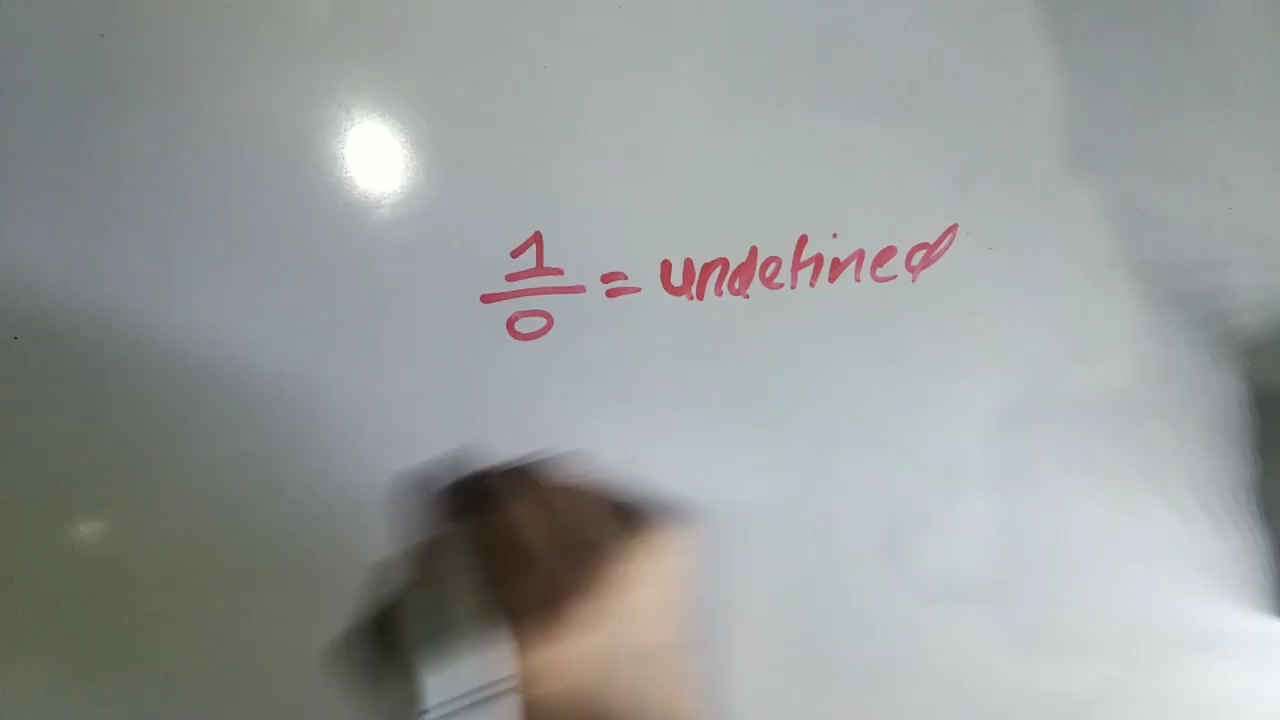 1/0 = undefined